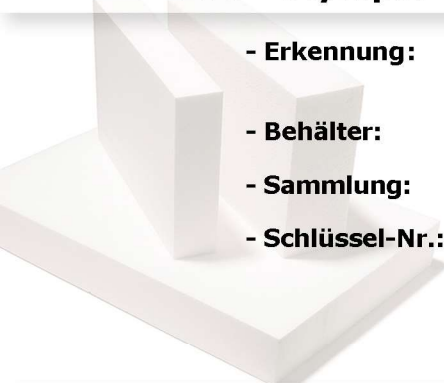 - Erkennung:
- Behälter:
- Sammlung:
- Schlüssel-Nr.: